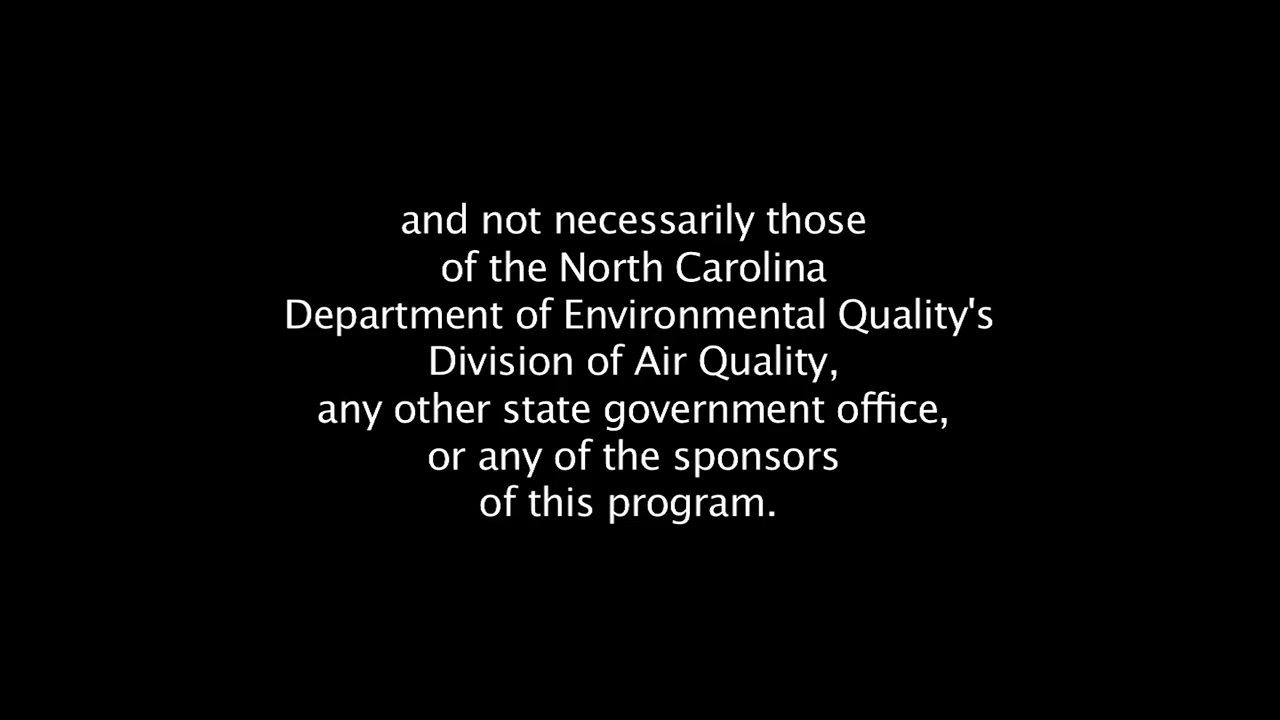 and not necessarily those
of the North Carolina
Department of Environmental Quality's
Division of Air Quality,
any other state government office,
or any of the sponsors
of this program.